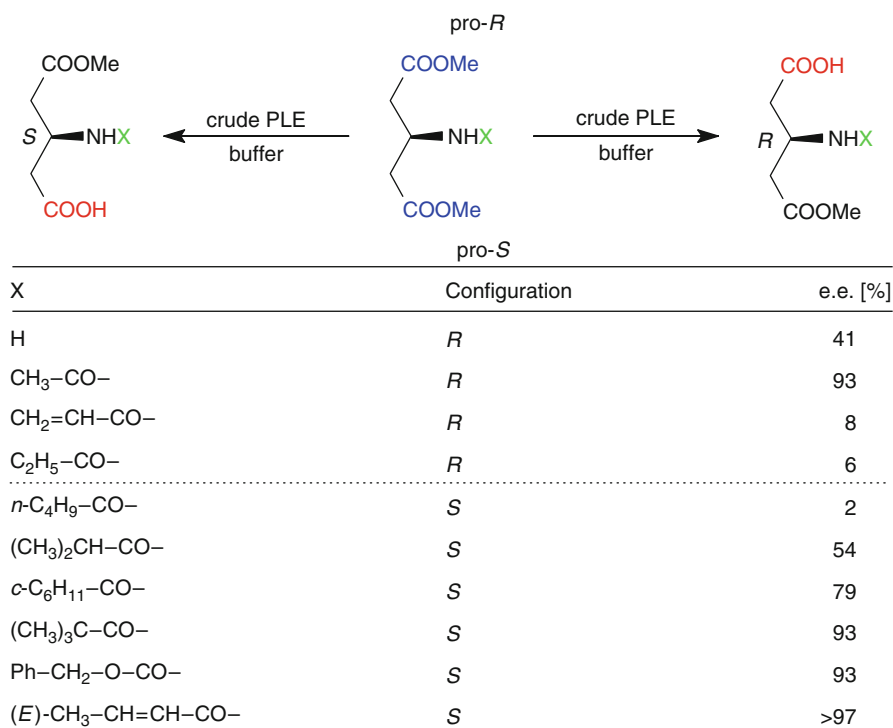 pro-R
COOMe COOMe COOH
S NHX crude PLE buffer NHX crude PLE buffer R NHX
COOH COOMe COOMe
pro-S
X Configuration e.e. [%]
H R 41
CH₃–CO– R 93
CH₂=CH–CO– R 8
C₂H₅–CO– R 6
n-C₄H₉–CO– S 2
(CH₃)₂CH–CO– S 54
c-C₆H₁₁–CO– S 79
(CH₃)₃C–CO– S 93
Ph–CH₂–O–CO– S 93
(E)-CH₃–CH=CH–CO– S >97